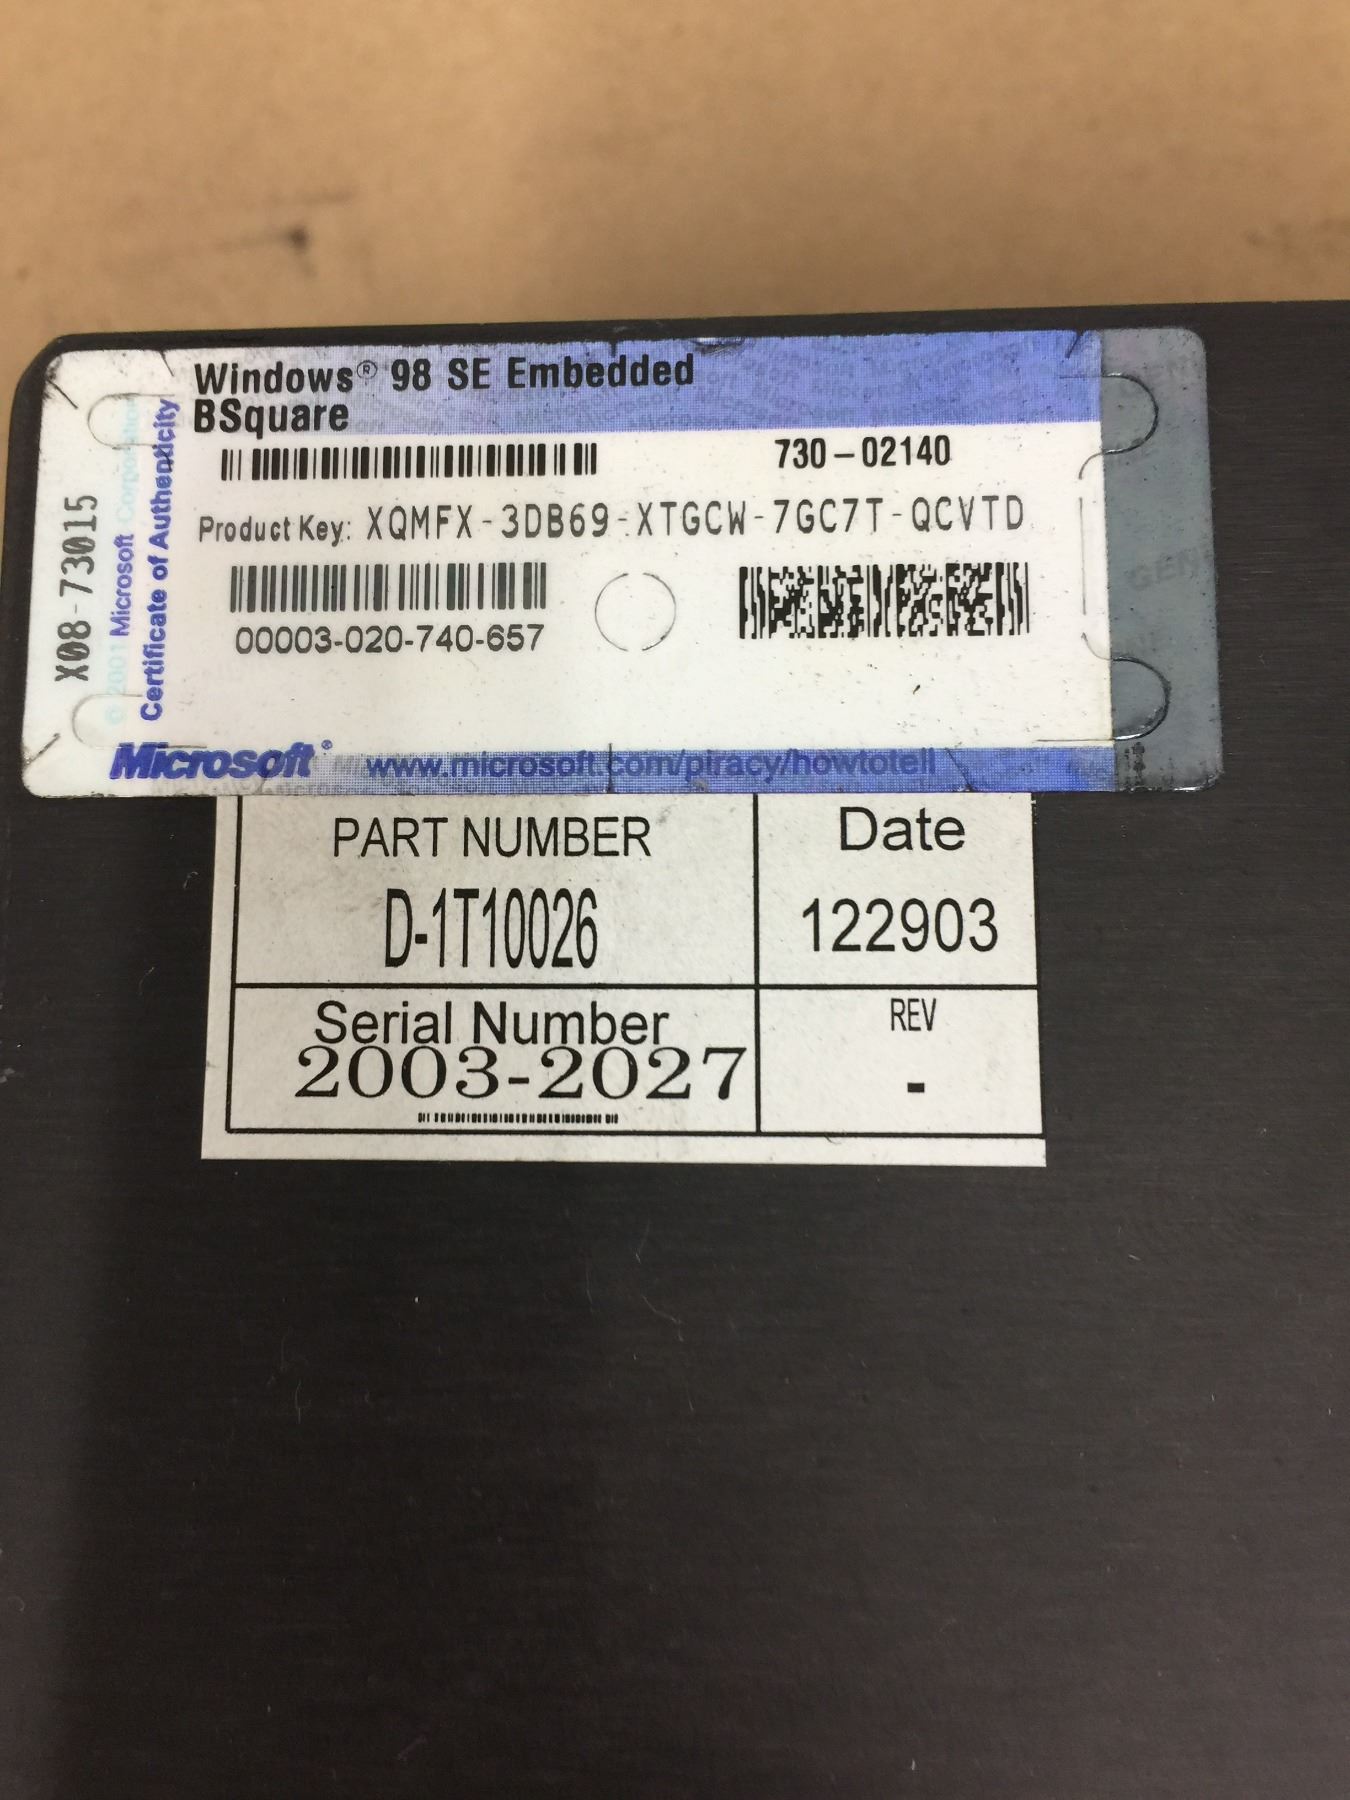 Windows® 98 SE Embedded
BSquare
730-02140
Product Key: XQMFX-3DB69-XTGCW-7GC7T-QCVTD
00003-020-740-657
X08-73015
© 2001 Microsoft Corporation
Certificate of Authenticity
Microsoft® www.microsoft.com/piracy/howtotell
PART NUMBER
D-1T10026
Date
122903
Serial Number
2003-2027
REV
-